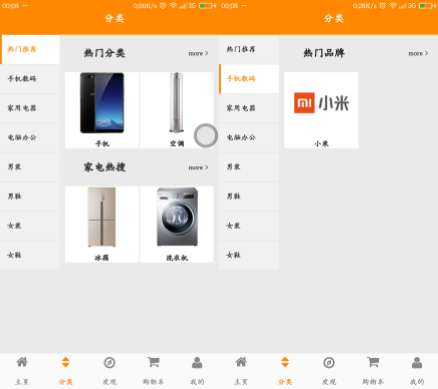 00:08 ··· 0.00K/s 3G
分类
热门推荐
手机数码
家用电器
电脑办公
男装
男鞋
女装
女鞋
热门分类 more >
手机 空调
家电热搜 more >
冰箱 洗衣机
主页 分类 发现 购物车 我的
00:08 ··· 0.28K/s 3G
分类
热门推荐
手机数码
家用电器
电脑办公
男装
男鞋
女装
女鞋
热门品牌 more >
mi 小米
小米
主页 分类 发现 购物车 我的